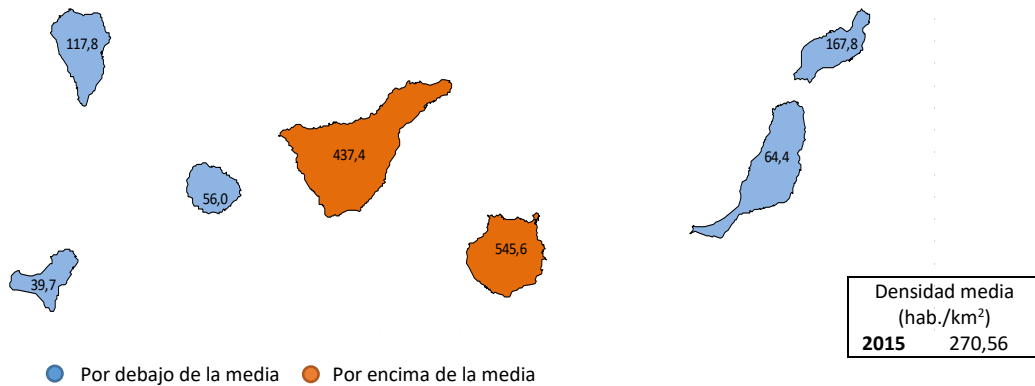 117,8
167,8
437,4
64,4
56,0
545,6
39,7
Densidad media
(hab./km²)
2015 270,56
Por debajo de la media Por encima de la media